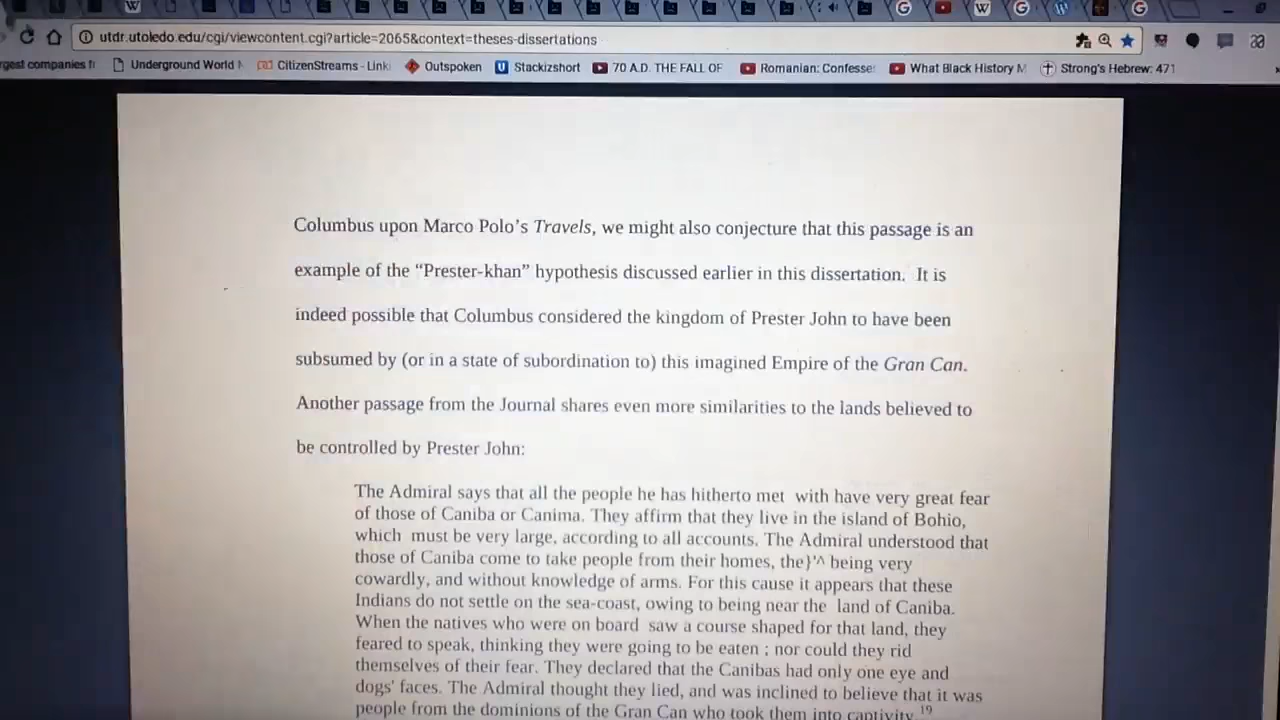 utdr.utoledo.edu/cgi/viewcontent.cgi?article=2065&context=theses-dissertations
rgest companies fr Underground World N CitizenStreams - Link Outspoken Stackizshort 70 A.D. THE FALL OF Romanian: Confesse What Black History M Strong's Hebrew: 471
Columbus upon Marco Polo's Travels, we might also conjecture that this passage is an
example of the “Prester-khan” hypothesis discussed earlier in this dissertation. It is
indeed possible that Columbus considered the kingdom of Prester John to have been
subsumed by (or in a state of subordination to) this imagined Empire of the Gran Can.
Another passage from the Journal shares even more similarities to the lands believed to
be controlled by Prester John:
The Admiral says that all the people he has hitherto met with have very great fear
of those of Caniba or Canima. They affirm that they live in the island of Bohio,
which must be very large, according to all accounts. The Admiral understood that
those of Caniba come to take people from their homes, the}'^ being very
cowardly, and without knowledge of arms. For this cause it appears that these
Indians do not settle on the sea-coast, owing to being near the land of Caniba.
When the natives who were on board saw a course shaped for that land, they
feared to speak, thinking they were going to be eaten ; nor could they rid
themselves of their fear. They declared that the Canibas had only one eye and
dogs' faces. The Admiral thought they lied, and was inclined to believe that it was
people from the dominions of the Gran Can who took them into captivity.19